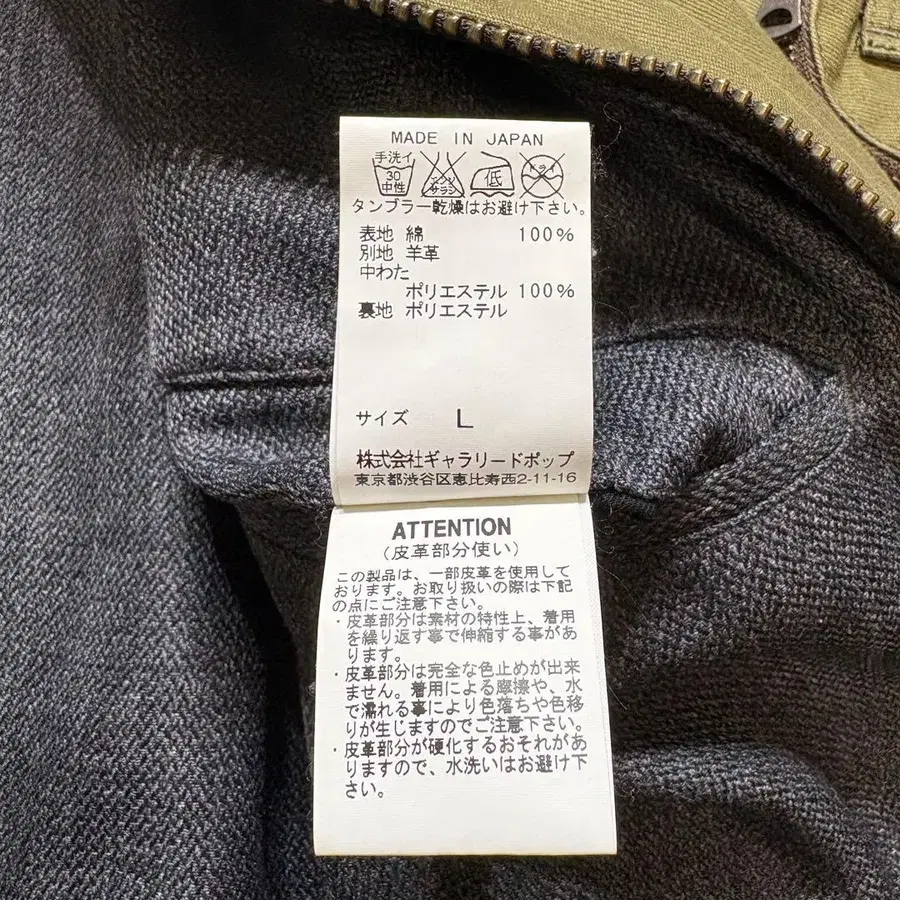 MADE IN JAPAN
手洗イ
30
中性
エンソ
サラシ
低
ドライ
タンブラー乾燥はお避け下さい。
表地 綿 100%
別地 羊革
中わた
ポリエステル 100%
裏地 ポリエステル
サイズ L
株式会社ギャラリードポップ
東京都渋谷区恵比寿西2-11-16
ATTENTION
(皮革部分使い)
この製品は、一部皮革を使用して
おります。お取り扱いの際は下記
の点にご注意下さい。
・皮革部分は素材の特性上、着用
を繰り返す事で伸縮する事があ
ります。
・皮革部分は完全な色止めが出来
ません。着用による摩擦や、水
で濡れる事により色落ちや色移
りが生じますのでご注意下さい。
・皮革部分が硬化するおそれがあ
りますので、水洗いはお避け下
さい。